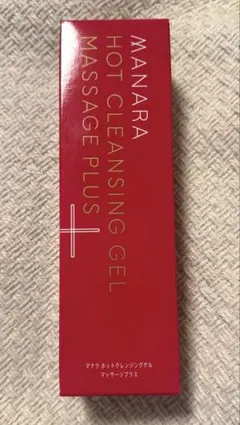 MANARA
HOT CLEANSING GEL
MASSAGE PLUS
マナラ ホットクレンジングゲル
マッサージプラス